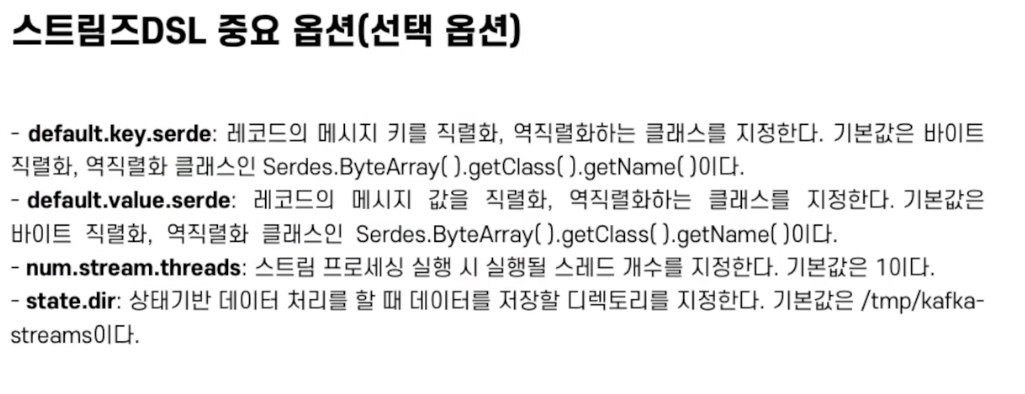 스트림즈DSL 중요 옵션(선택 옵션)
- default.key.serde: 레코드의 메시지 키를 직렬화, 역직렬화하는 클래스를 지정한다. 기본값은 바이트
직렬화, 역직렬화 클래스인 Serdes.ByteArray( ).getClass( ).getName( )이다.
- default.value.serde: 레코드의 메시지 값을 직렬화, 역직렬화하는 클래스를 지정한다. 기본값은
바이트 직렬화, 역직렬화 클래스인 Serdes.ByteArray( ).getClass( ).getName( )이다.
- num.stream.threads: 스트림 프로세싱 실행 시 실행될 스레드 개수를 지정한다. 기본값은 1이다.
- state.dir: 상태기반 데이터 처리를 할 때 데이터를 저장할 디렉토리를 지정한다. 기본값은 /tmp/kafka-
streams이다.